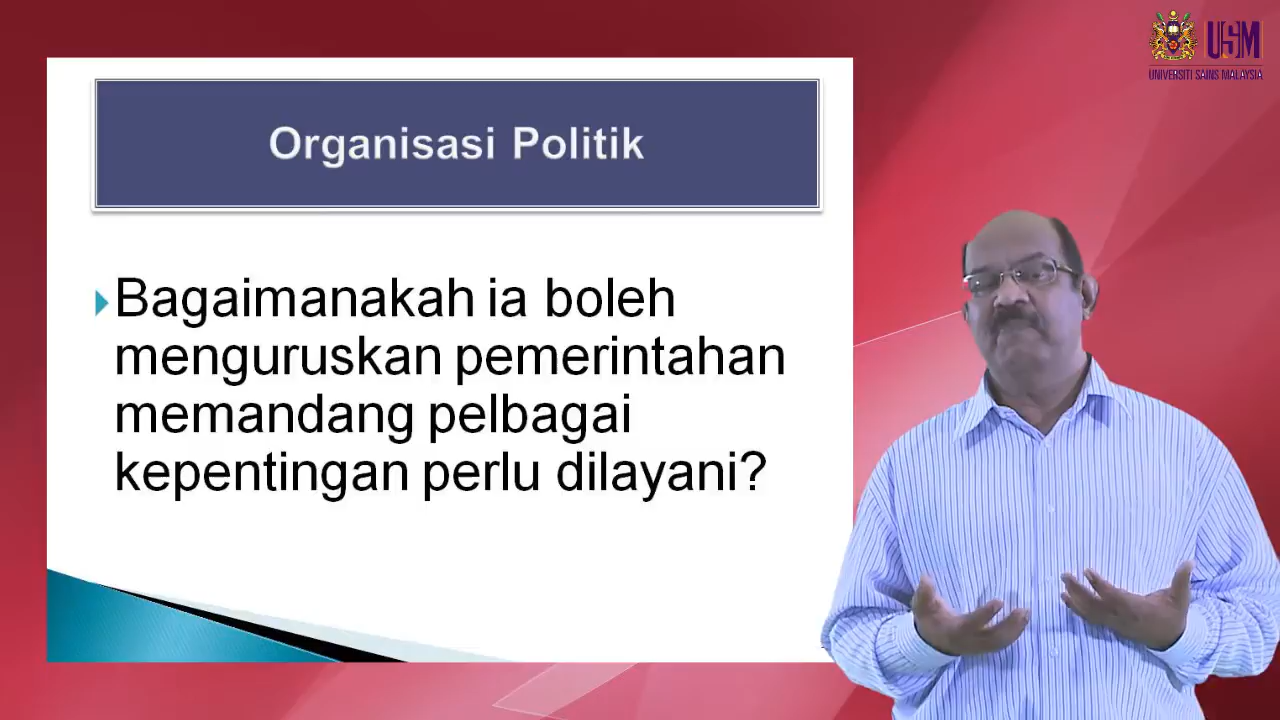 USM
UNIVERSITI SAINS MALAYSIA
Organisasi Politik
Bagaimanakah ia boleh
menguruskan pemerintahan
memandang pelbagai
kepentingan perlu dilayani?